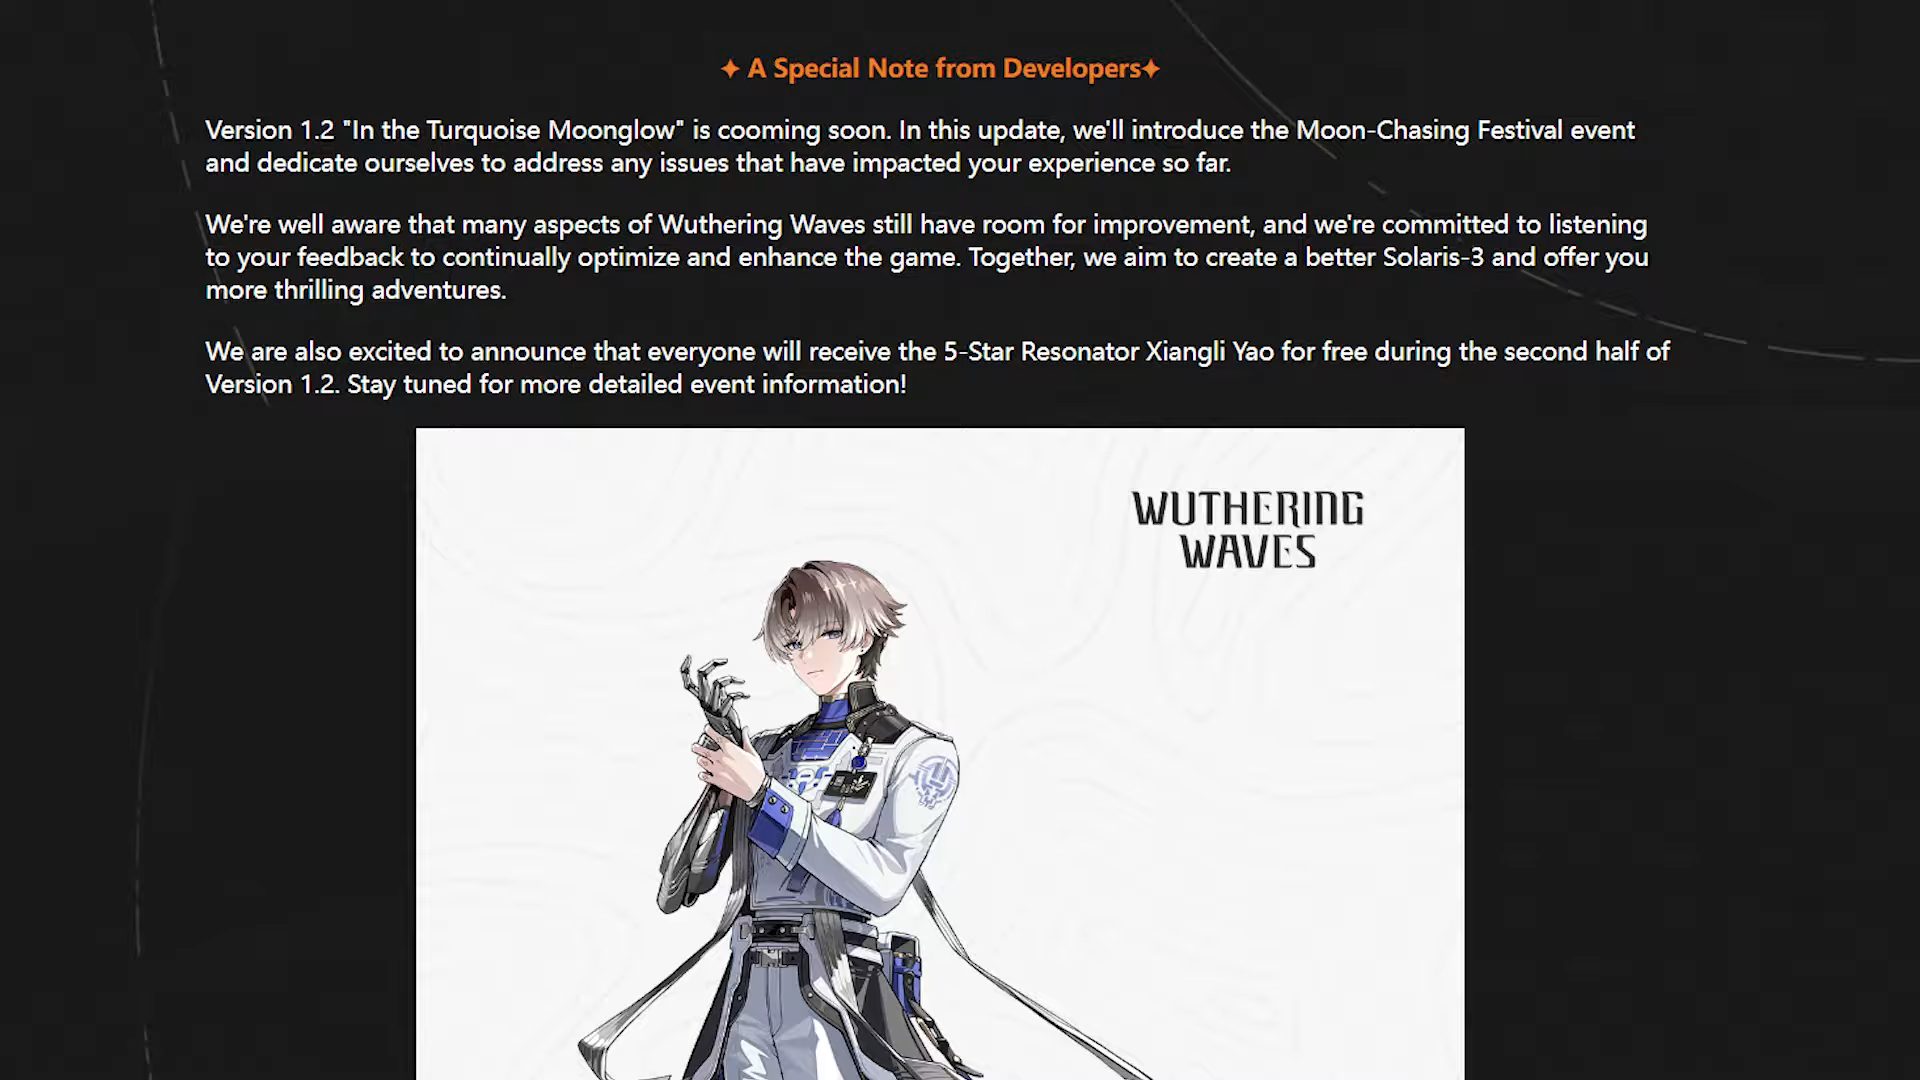 ✦ A Special Note from Developers✦
Version 1.2 "In the Turquoise Moonglow" is cooming soon. In this update, we'll introduce the Moon-Chasing Festival event
and dedicate ourselves to address any issues that have impacted your experience so far.
We're well aware that many aspects of Wuthering Waves still have room for improvement, and we're committed to listening
to your feedback to continually optimize and enhance the game. Together, we aim to create a better Solaris-3 and offer you
more thrilling adventures.
We are also excited to announce that everyone will receive the 5-Star Resonator Xiangli Yao for free during the second half of
Version 1.2. Stay tuned for more detailed event information!
WUTHERING
WAVES